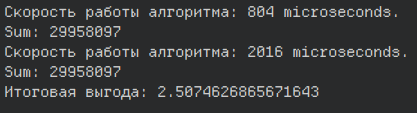 Скорость работы алгоритма: 804 microseconds.
Sum: 29958097
Скорость работы алгоритма: 2016 microseconds.
Sum: 29958097
Итоговая выгода: 2.5074626865671643